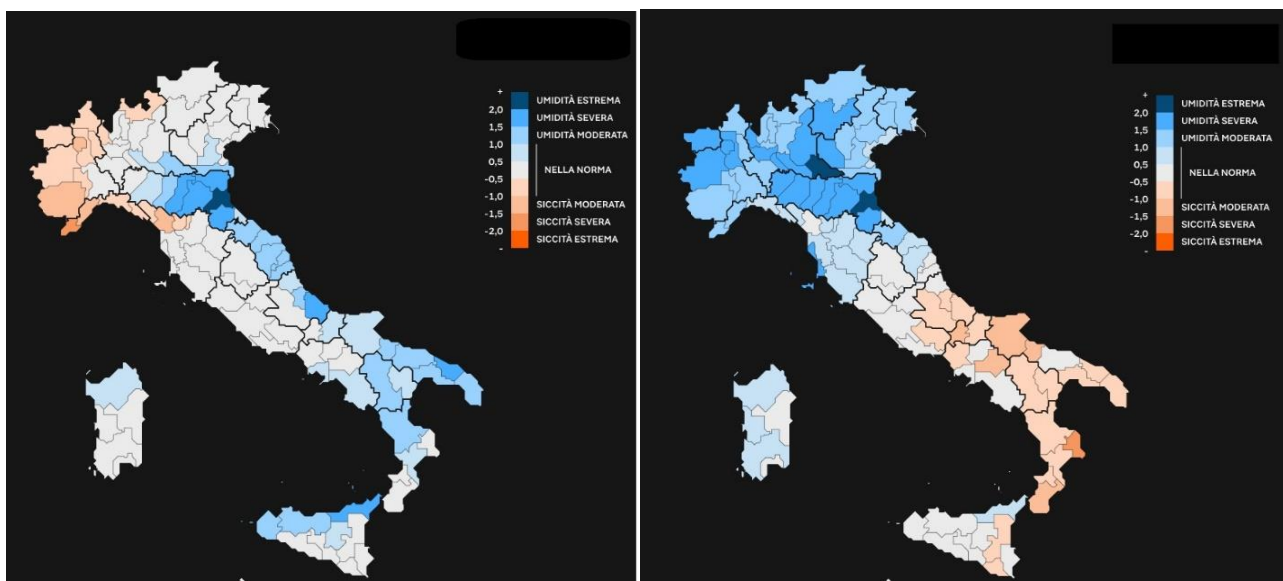 +
UMIDITÀ ESTREMA
2,0
UMIDITÀ SEVERA
1,5
UMIDITÀ MODERATA
1,0
0,5
NELLA NORMA
-0,5
-1,0
SICCITÀ MODERATA
-1,5
SICCITÀ SEVERA
-2,0
SICCITÀ ESTREMA
-
+
UMIDITÀ ESTREMA
2,0
UMIDITÀ SEVERA
1,5
UMIDITÀ MODERATA
1,0
0,5
NELLA NORMA
-0,5
-1,0
SICCITÀ MODERATA
-1,5
SICCITÀ SEVERA
-2,0
SICCITÀ ESTREMA
-